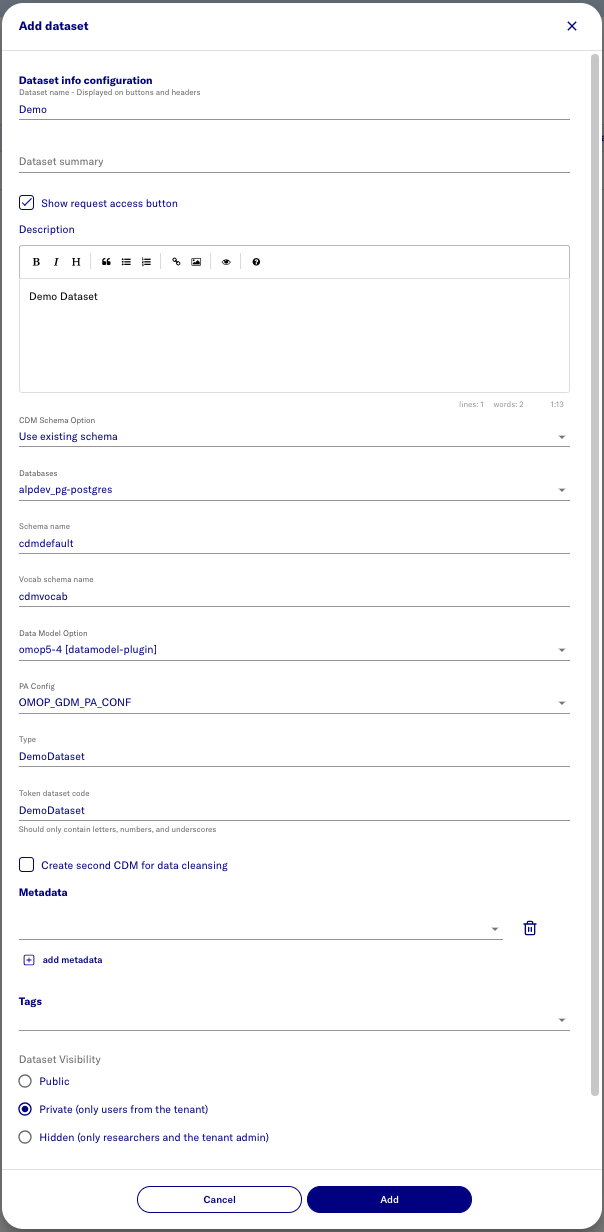 Add dataset
Dataset info configuration
Dataset name - Displayed on buttons and headers
Demo
Dataset summary
Show request access button
Description
B I H
Demo Dataset
lines: 1 words: 2 1:13
CDM Schema Option
Use existing schema
Databases
alpdev_pg-postgres
Schema name
cdmdefault
Vocab schema name
cdmvocab
Data Model Option
omop5-4 [datamodel-plugin]
PA Config
OMOP_GDM_PA_CONF
Type
DemoDataset
Token dataset code
DemoDataset
Should only contain letters, numbers, and underscores
Create second CDM for data cleansing
Metadata
add metadata
Tags
Dataset Visibility
Public
Private (only users from the tenant)
Hidden (only researchers and the tenant admin)
Cancel Add